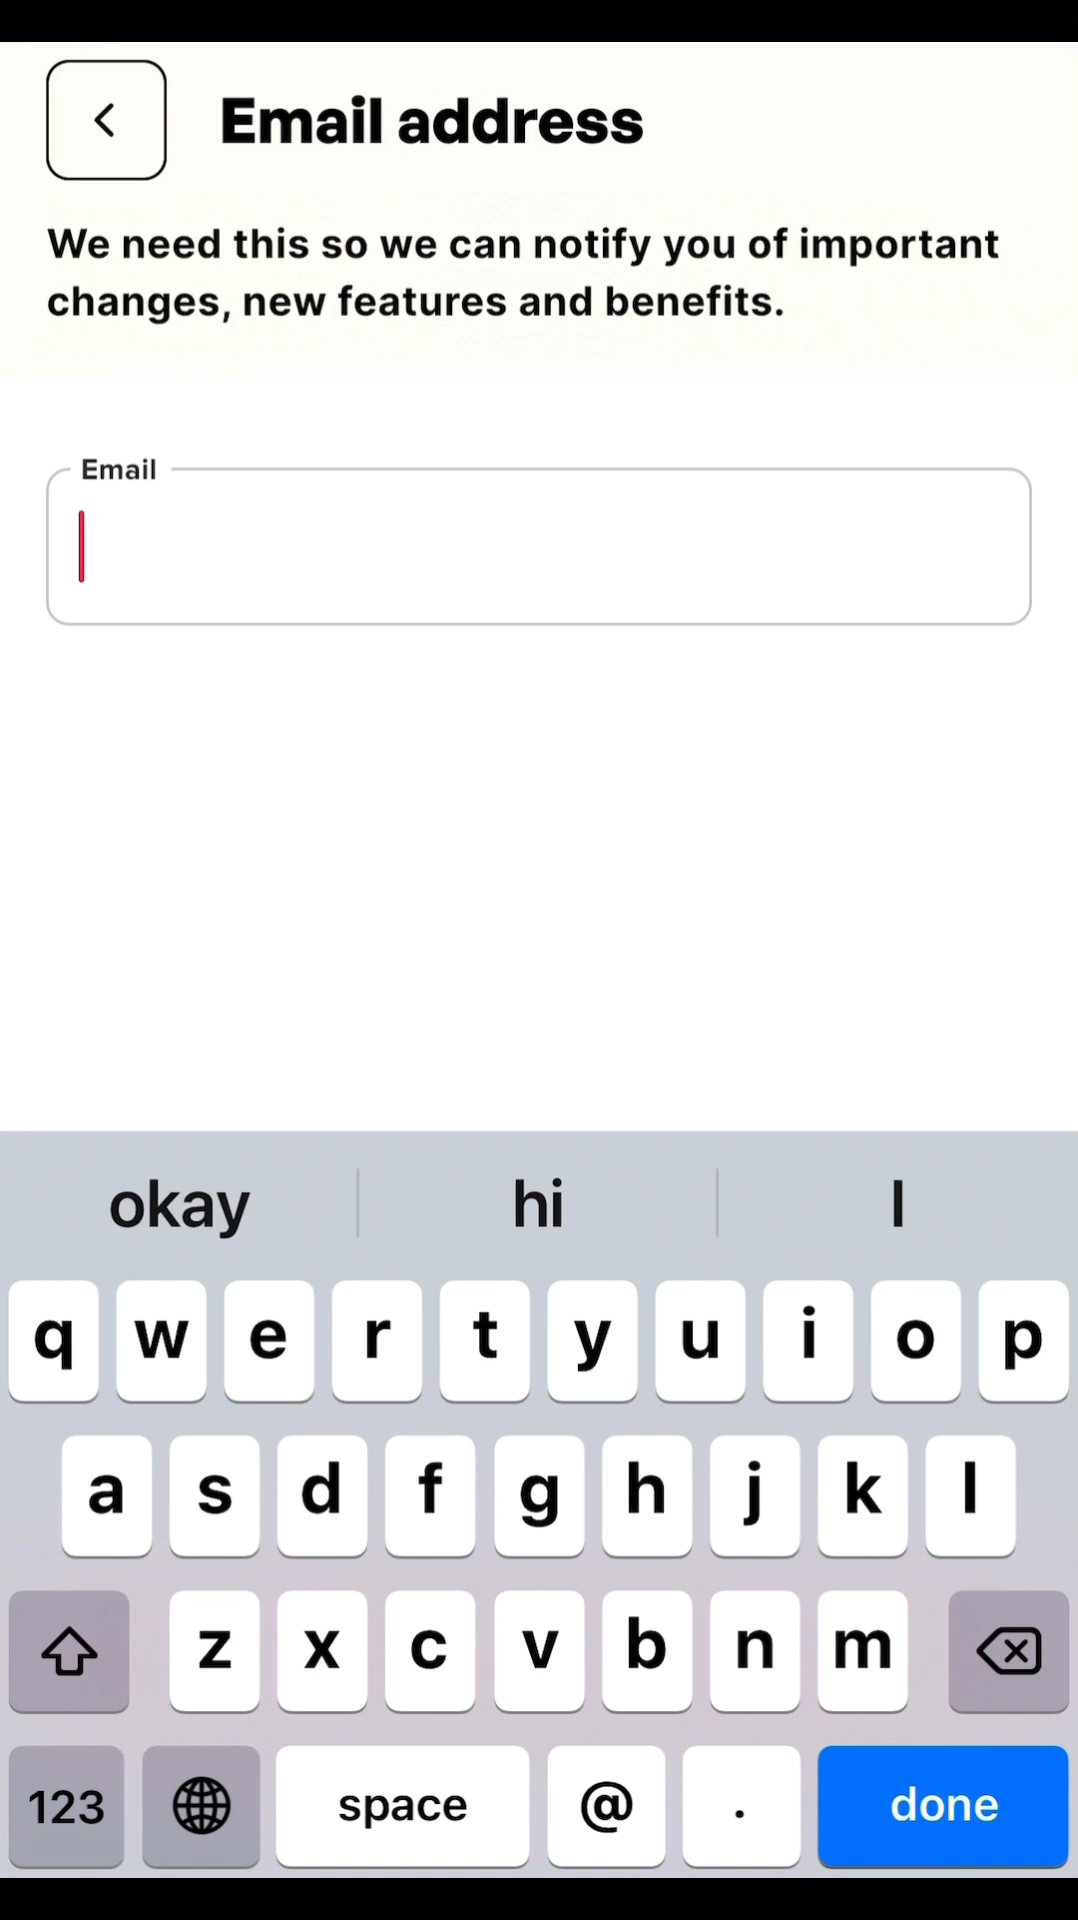 Email address
We need this so we can notify you of important
changes, new features and benefits.
Email
okay hi I
q w e r t y u i o p
a s d f g h j k l
z x c v b n m
123 space @ . done